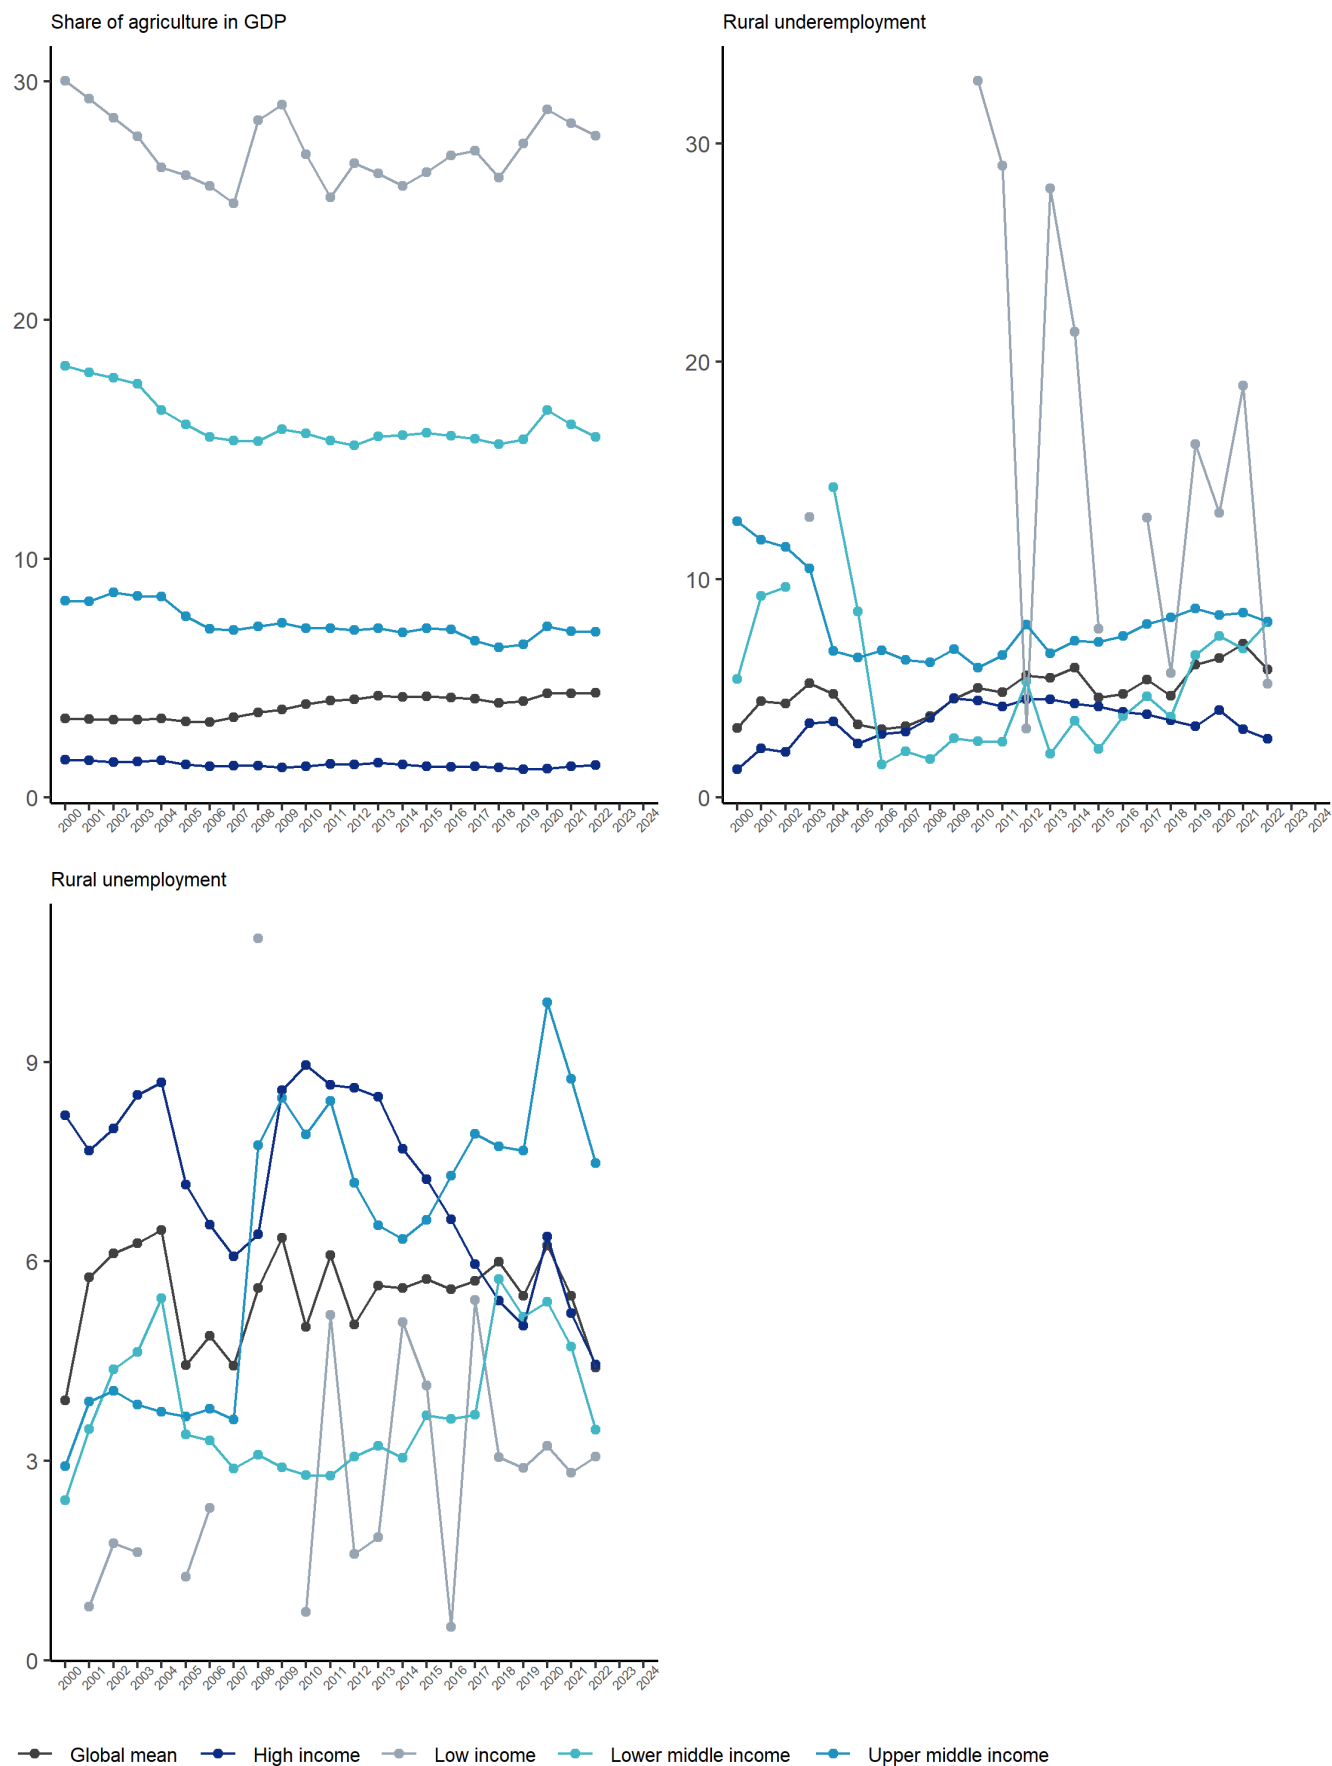 Share of agriculture in GDP
30
20
10
0
2000 2001 2002 2003 2004 2005 2006 2007 2008 2009 2010 2011 2012 2013 2014 2015 2016 2017 2018 2019 2020 2021 2022 2023 2024
Rural underemployment
30
20
10
0
2000 2001 2002 2003 2004 2005 2006 2007 2008 2009 2010 2011 2012 2013 2014 2015 2016 2017 2018 2019 2020 2021 2022 2023 2024
Rural unemployment
9
6
3
0
2000 2001 2002 2003 2004 2005 2006 2007 2008 2009 2010 2011 2012 2013 2014 2015 2016 2017 2018 2019 2020 2021 2022 2023 2024
Global mean High income Low income Lower middle income Upper middle income